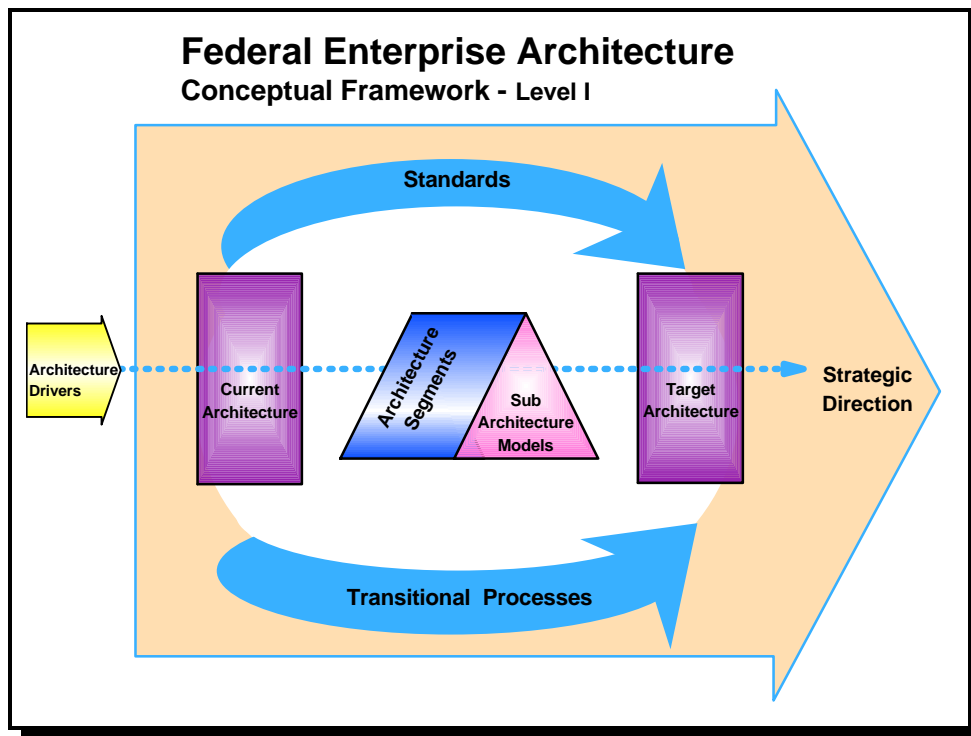 Federal Enterprise Architecture
Conceptual Framework - Level I
Standards
Architecture
Drivers
Current
Architecture
Architecture
Segments
Sub
Architecture
Models
Target
Architecture
Strategic
Direction
Transitional Processes